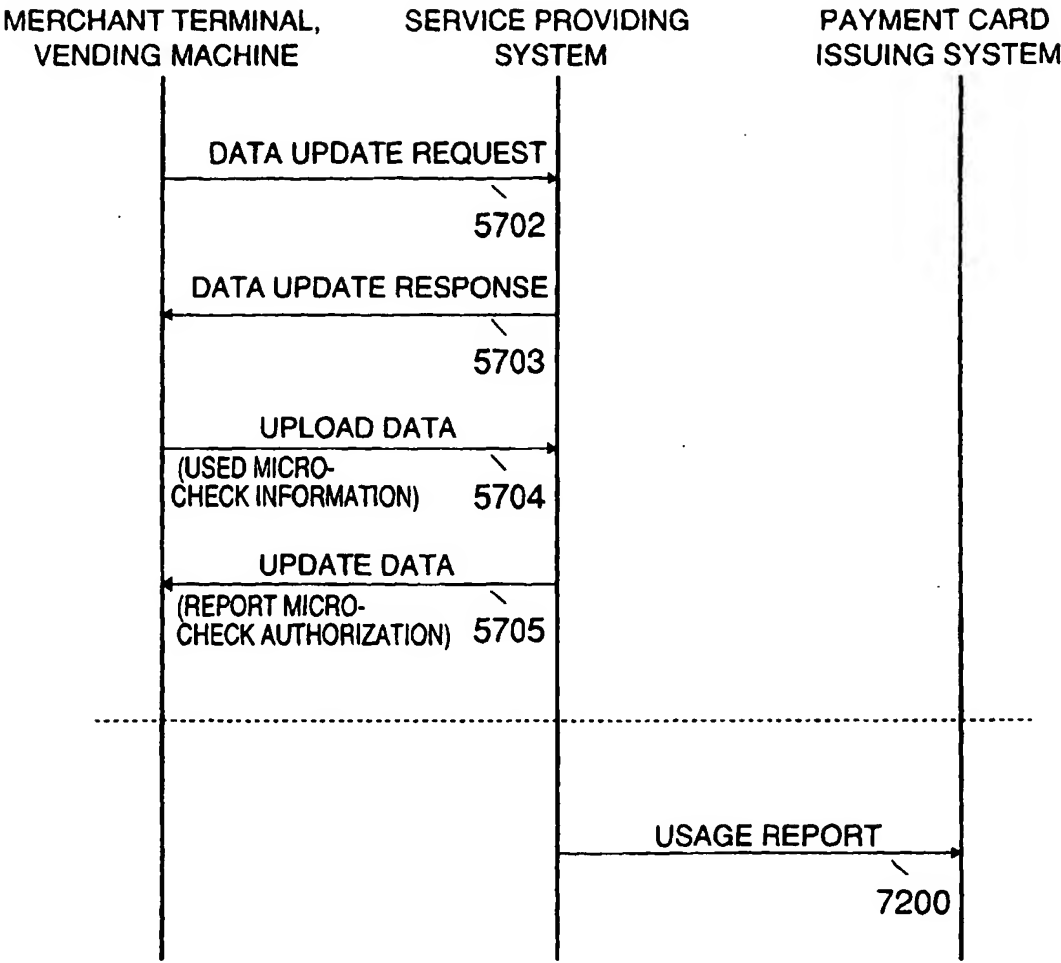 MERCHANT TERMINAL,
VENDING MACHINE
SERVICE PROVIDING
SYSTEM
PAYMENT CARD
ISSUING SYSTEM
DATA UPDATE REQUEST
5702
DATA UPDATE RESPONSE
5703
UPLOAD DATA
(USED MICRO-
CHECK INFORMATION)
5704
UPDATE DATA
(REPORT MICRO-
CHECK AUTHORIZATION)
5705
USAGE REPORT
7200